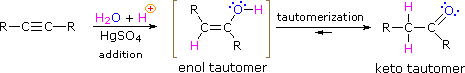 R—C≡C—R
H₂O + H⊕
HgSO₄
addition
R :Ö—H
C=C
H R
enol tautomer
tautomerization
H :O:
R—C—C
H R
keto tautomer